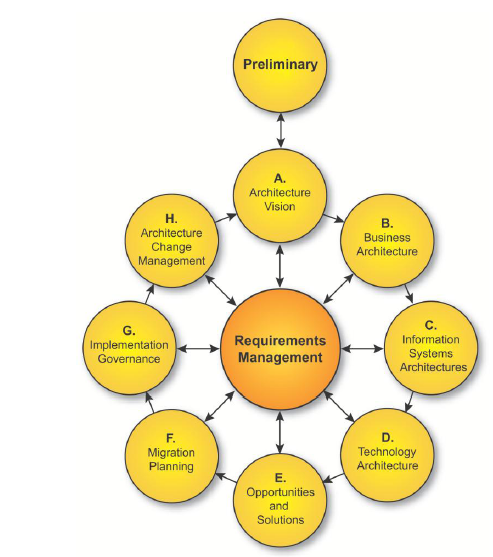 Preliminary
A.
Architecture
Vision
B.
Business
Architecture
C.
Information
Systems
Architectures
D.
Technology
Architecture
E.
Opportunities
and
Solutions
F.
Migration
Planning
G.
Implementation
Governance
H.
Architecture
Change
Management
Requirements
Management